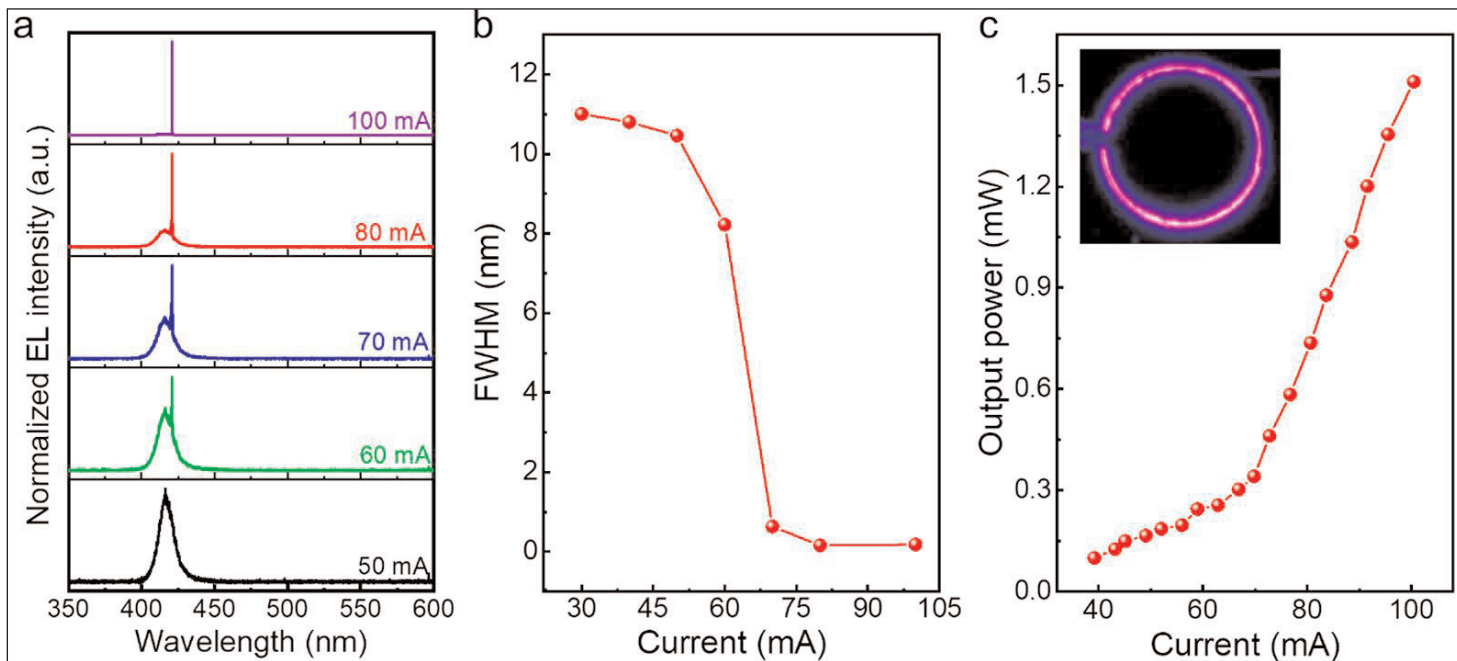 a
Normalized EL intensity (a.u.)
100 mA
80 mA
70 mA
60 mA
50 mA
350 400 450 500 550 600
Wavelength (nm)
b
FWHM (nm)
12
10
8
6
4
2
0
30 45 60 75 90 105
Current (mA)
c
Output power (mW)
1.5
1.2
0.9
0.6
0.3
0.0
40 60 80 100
Current (mA)